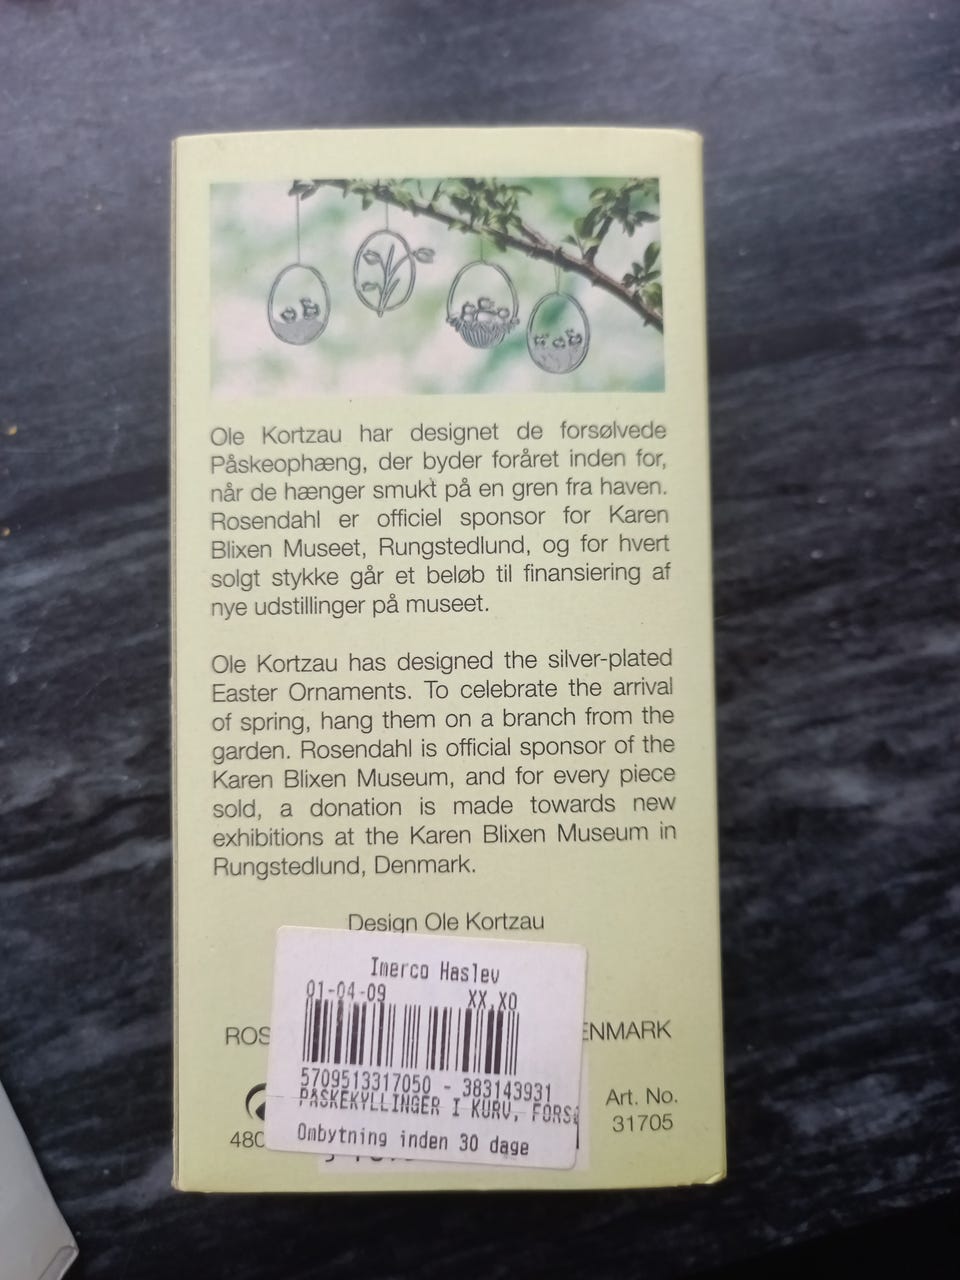 Ole Kortzau har designet de forsølvede
Påskeophæng, der byder foråret inden for,
når de hænger smukt på en gren fra haven.
Rosendahl er officiel sponsor for Karen
Blixen Museet, Rungstedlund, og for hvert
solgt stykke går et beløb til finansiering af
nye udstillinger på museet.
Ole Kortzau has designed the silver-plated
Easter Ornaments. To celebrate the arrival
of spring, hang them on a branch from the
garden. Rosendahl is official sponsor of the
Karen Blixen Museum, and for every piece
sold, a donation is made towards new
exhibitions at the Karen Blixen Museum in
Rungstedlund, Denmark.
Design Ole Kortzau
Imerco Haslev
01-04-09 XX,XO
ROS ENMARK
5709513317050 - 383143931
PÅSKEKYLLINGER I KURV, FORSØ
Ombytning inden 30 dage
Art. No.
31705
480